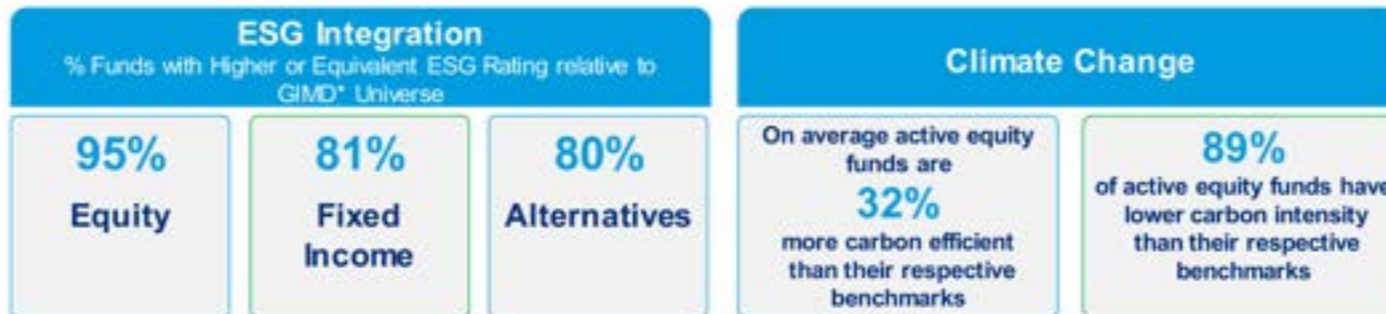 ESG Integration
% Funds with Higher or Equivalent ESG Rating relative to
GIMD* Universe
95%
Equity
81%
Fixed
Income
80%
Alternatives
Climate Change
On average active equity
funds are
32%
more carbon efficient
than their respective
benchmarks
89%
of active equity funds have
lower carbon intensity
than their respective
benchmarks